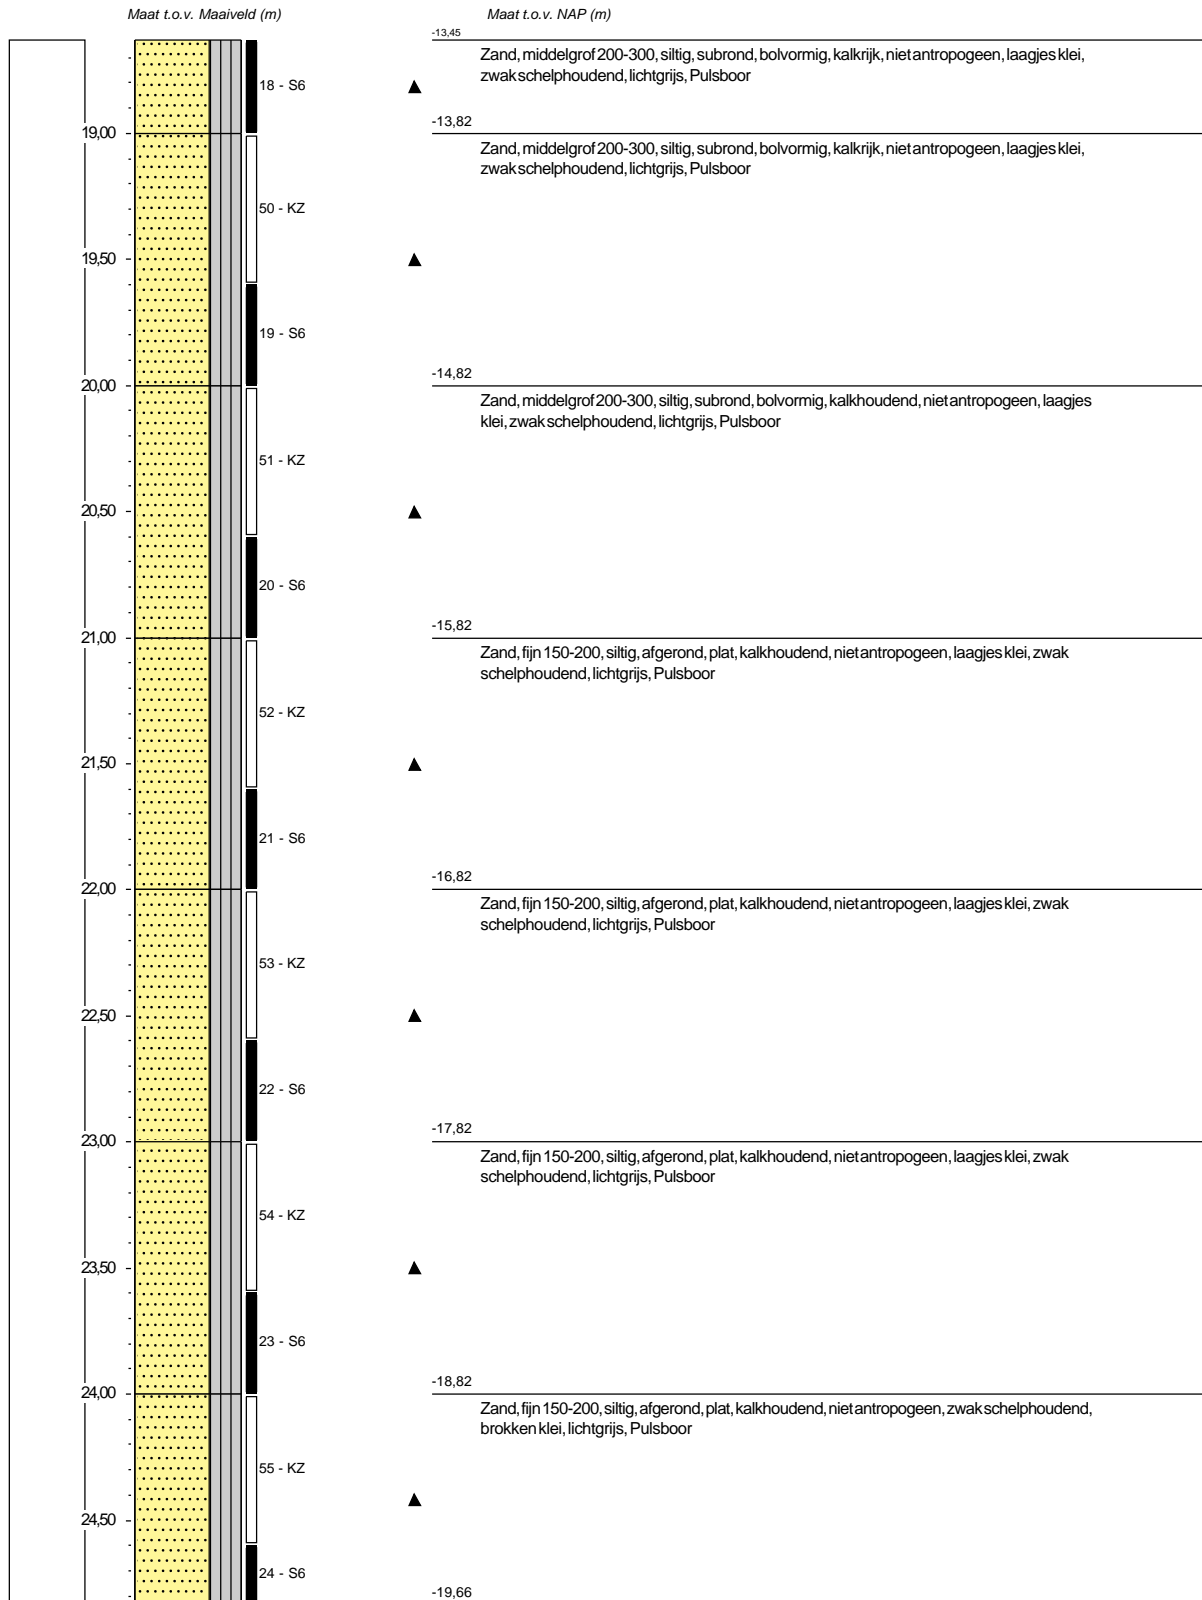 Maat t.o.v. Maaiveld (m)
Maat t.o.v. NAP (m)
-13,45
Zand, middelgrof 200-300, siltig, subrond, bolvormig, kalkrijk, niet antropogeen, laagjes klei,
zwak schelphoudend, lichtgrijs, Pulsboor
18 - S6
-13,82
19,00
Zand, middelgrof 200-300, siltig, subrond, bolvormig, kalkrijk, niet antropogeen, laagjes klei,
zwak schelphoudend, lichtgrijs, Pulsboor
50 - KZ
19,50
19 - S6
-14,82
20,00
Zand, middelgrof 200-300, siltig, subrond, bolvormig, kalkhoudend, niet antropogeen, laagjes
klei, zwak schelphoudend, lichtgrijs, Pulsboor
51 - KZ
20,50
20 - S6
-15,82
21,00
Zand, fijn 150-200, siltig, afgerond, plat, kalkhoudend, niet antropogeen, laagjes klei, zwak
schelphoudend, lichtgrijs, Pulsboor
52 - KZ
21,50
21 - S6
-16,82
22,00
Zand, fijn 150-200, siltig, afgerond, plat, kalkhoudend, niet antropogeen, laagjes klei, zwak
schelphoudend, lichtgrijs, Pulsboor
53 - KZ
22,50
22 - S6
-17,82
23,00
Zand, fijn 150-200, siltig, afgerond, plat, kalkhoudend, niet antropogeen, laagjes klei, zwak
schelphoudend, lichtgrijs, Pulsboor
54 - KZ
23,50
23 - S6
-18,82
24,00
Zand, fijn 150-200, siltig, afgerond, plat, kalkhoudend, niet antropogeen, zwak schelphoudend,
brokken klei, lichtgrijs, Pulsboor
55 - KZ
24,50
24 - S6
-19,66